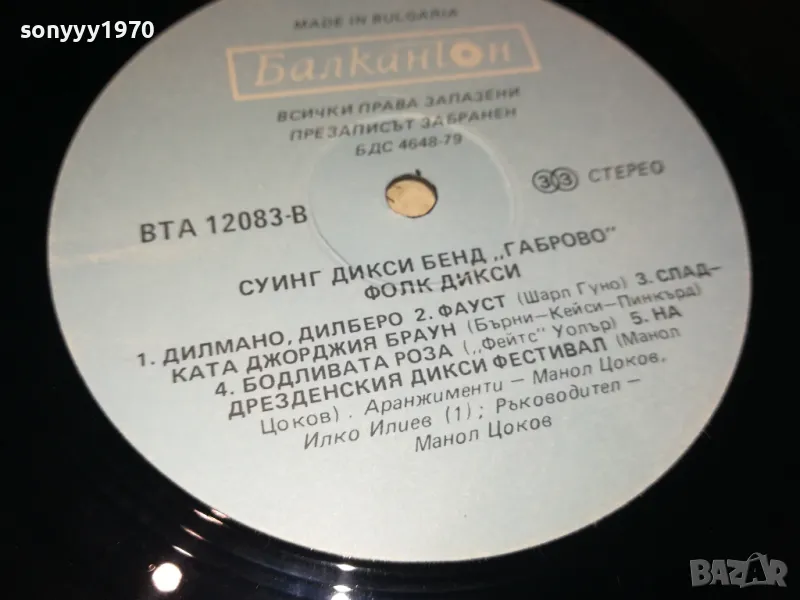 sonyyy1970
MADE IN BULGARIA
Балкантон
ВСИЧКИ ПРАВА ЗАПАЗЕНИ
ПРЕЗАПИСЪТ ЗАБРАНЕН
БДС 4648-79
33 СТЕРЕО
ВТА 12083-В
СУИНГ ДИКСИ БЕНД „ГАБРОВО"
ФОЛК ДИКСИ
1. ДИЛМАНО, ДИЛБЕРО 2. ФАУСТ (Шарл Гуно) 3. СЛАД-
КАТА ДЖОРДЖИЯ БРАУН (Бърни-Кейси-Пинкърд)
4. БОДЛИВАТА РОЗА („Фейтс" Уолър) 5. НА
ДРЕЗДЕНСКИЯ ДИКСИ ФЕСТИВАЛ (Манол
Цоков). Аранжименти – Манол Цоков,
Илко Илиев (1); Ръководител –
Манол Цоков
BAZAR